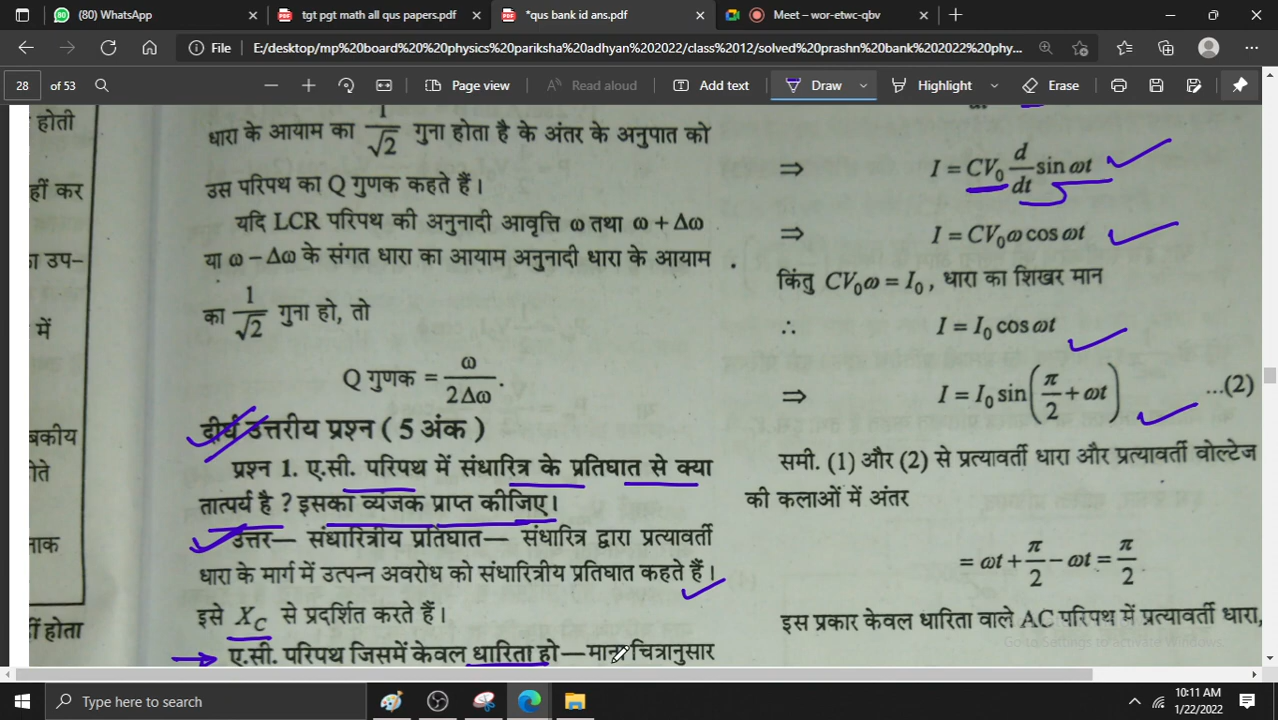 (80) WhatsApp
tgt pgt math all qus papers.pdf
*qus bank id ans.pdf
Meet – wor-etwc-qbv
File
E:/desktop/mp%20board%20%20physics%20pariksha%20adhyan%202022/class%2012/solved%20prashn%20bank%202022%20phy...
28 of 53
Page view
Read aloud
Add text
Draw
Highlight
Erase
होती
हीं कर
ा उप–
में
बकीय
ीते
नाक
हीं होता
धारा के आयाम का 1/√2 गुना होता है के अंतर के अनुपात को
उस परिपथ का Q गुणक कहते हैं।
यदि LCR परिपथ की अनुनादी आवृत्ति ω तथा ω + Δω
या ω – Δω के संगत धारा का आयाम अनुनादी धारा के आयाम
का 1/√2 गुना हो, तो
Q गुणक = ω/2Δω.
दीर्घ उत्तरीय प्रश्न ( 5 अंक )
प्रश्न 1. ए.सी. परिपथ में संधारित्र के प्रतिघात से क्या
तात्पर्य है ? इसका व्यंजक प्राप्त कीजिए।
उत्तर— संधारित्रीय प्रतिघात— संधारित्र द्वारा प्रत्यावर्ती
धारा के मार्ग में उत्पन्न अवरोध को संधारित्रीय प्रतिघात कहते हैं।
इसे X_C से प्रदर्शित करते हैं।
ए.सी. परिपथ जिसमें केवल धारिता हो—माना चित्रानुसार
⇒ I = CV₀ d/dt sin ωt
⇒ I = CV₀ω cos ωt
किंतु CV₀ω = I₀, धारा का शिखर मान
∴ I = I₀ cos ωt
⇒ I = I₀ sin(π/2 + ωt) ...(2)
समी. (1) और (2) से प्रत्यावर्ती धारा और प्रत्यावर्ती वोल्टेज
की कलाओं में अंतर
= ωt + π/2 – ωt = π/2
इस प्रकार केवल धारिता वाले AC परिपथ में प्रत्यावर्ती धारा,
Go to Settings to activate Windows.
Type here to search
10:11 AM
1/22/2022